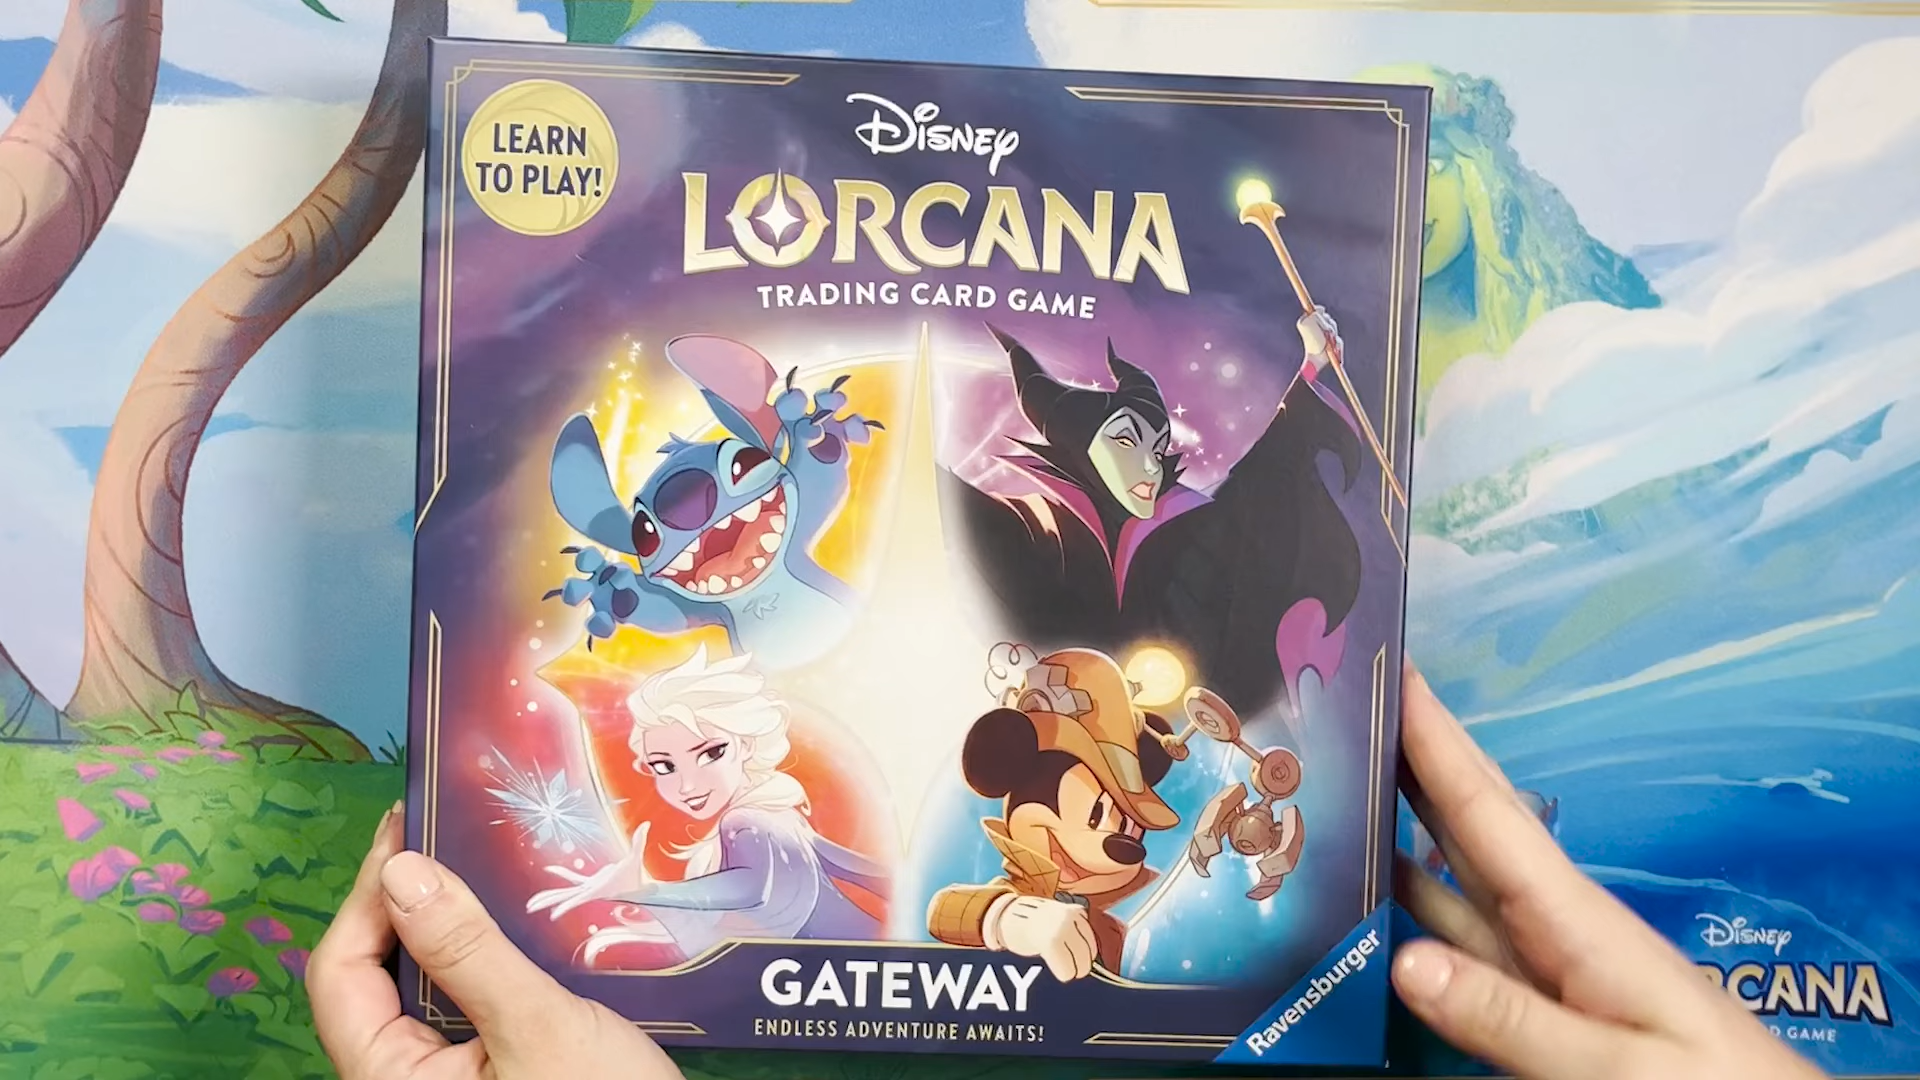 LEARN
TO PLAY!
Disney
LORCANA
TRADING CARD GAME
GATEWAY
ENDLESS ADVENTURE AWAITS!
Ravensburger
Disney
RCANA
D GAME